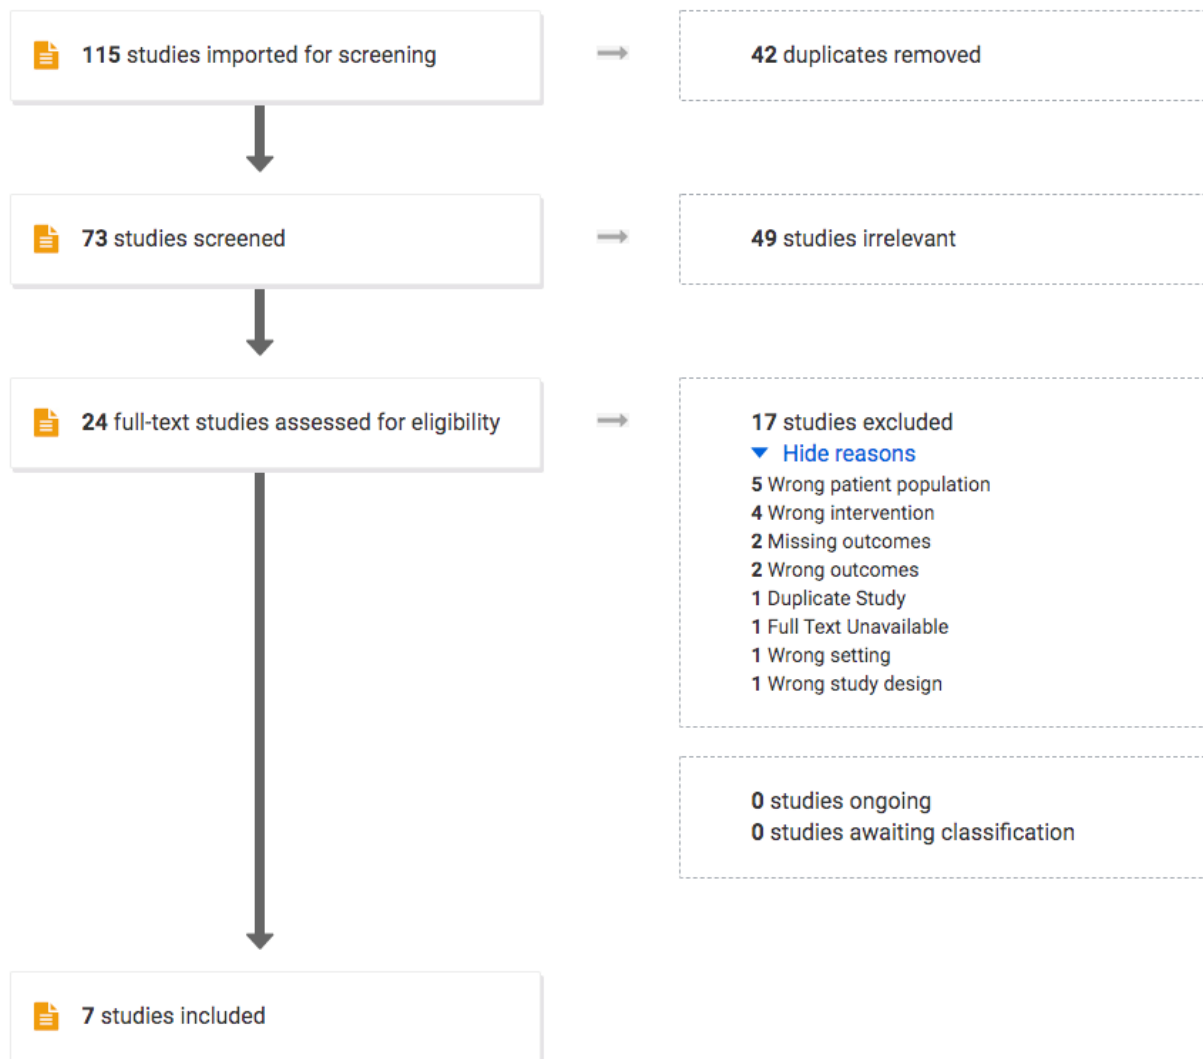 115 studies imported for screening
42 duplicates removed
73 studies screened
49 studies irrelevant
24 full-text studies assessed for eligibility
17 studies excluded
Hide reasons
5 Wrong patient population
4 Wrong intervention
2 Missing outcomes
2 Wrong outcomes
1 Duplicate Study
1 Full Text Unavailable
1 Wrong setting
1 Wrong study design
0 studies ongoing
0 studies awaiting classification
7 studies included